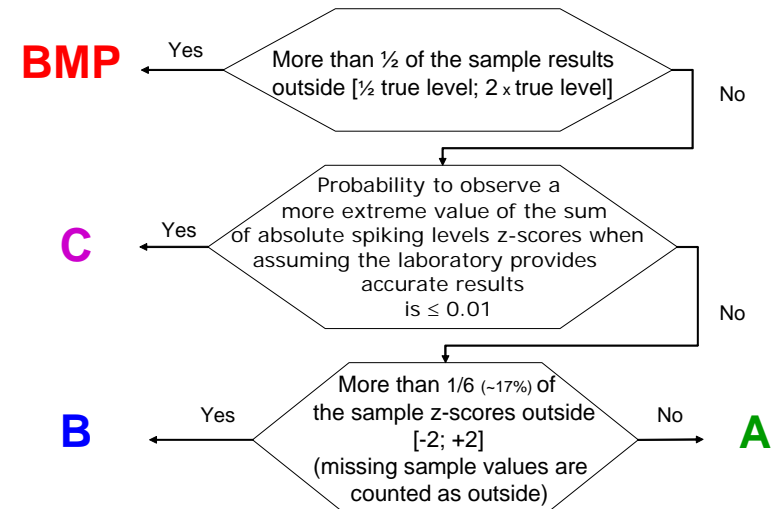 More than ½ of the sample results
outside [½ true level; 2 x true level]
Yes
BMP
No
Probability to observe a
more extreme value of the sum
of absolute spiking levels z-scores when
assuming the laboratory provides
accurate results
is ≤ 0.01
Yes
C
No
More than 1/6 (~17%) of
the sample z-scores outside
[-2; +2]
(missing sample values are
counted as outside)
Yes
B
No
A